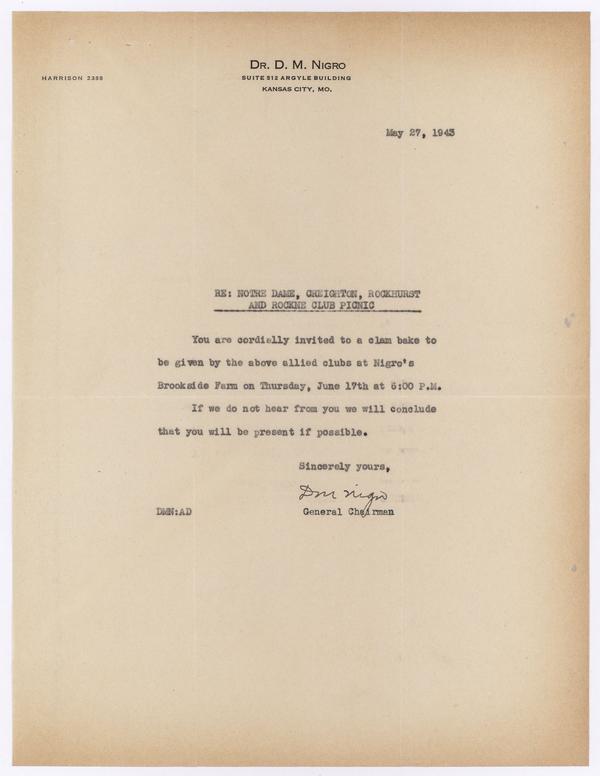 Dr. D. M. Nigro
HARRISON 2388
SUITE 512 ARGYLE BUILDING
KANSAS CITY, MO.
May 27, 1943
RE: NOTRE DAME, CREIGHTON, ROCKHURST
AND ROCKNE CLUB PICNIC
You are cordially invited to a clam bake to
be given by the above allied clubs at Nigro's
Brookside Farm on Thursday, June 17th at 6:00 P.M.
If we do not hear from you we will conclude
that you will be present if possible.
Sincerely yours,
DM Nigro
DMN:AD General Chairman